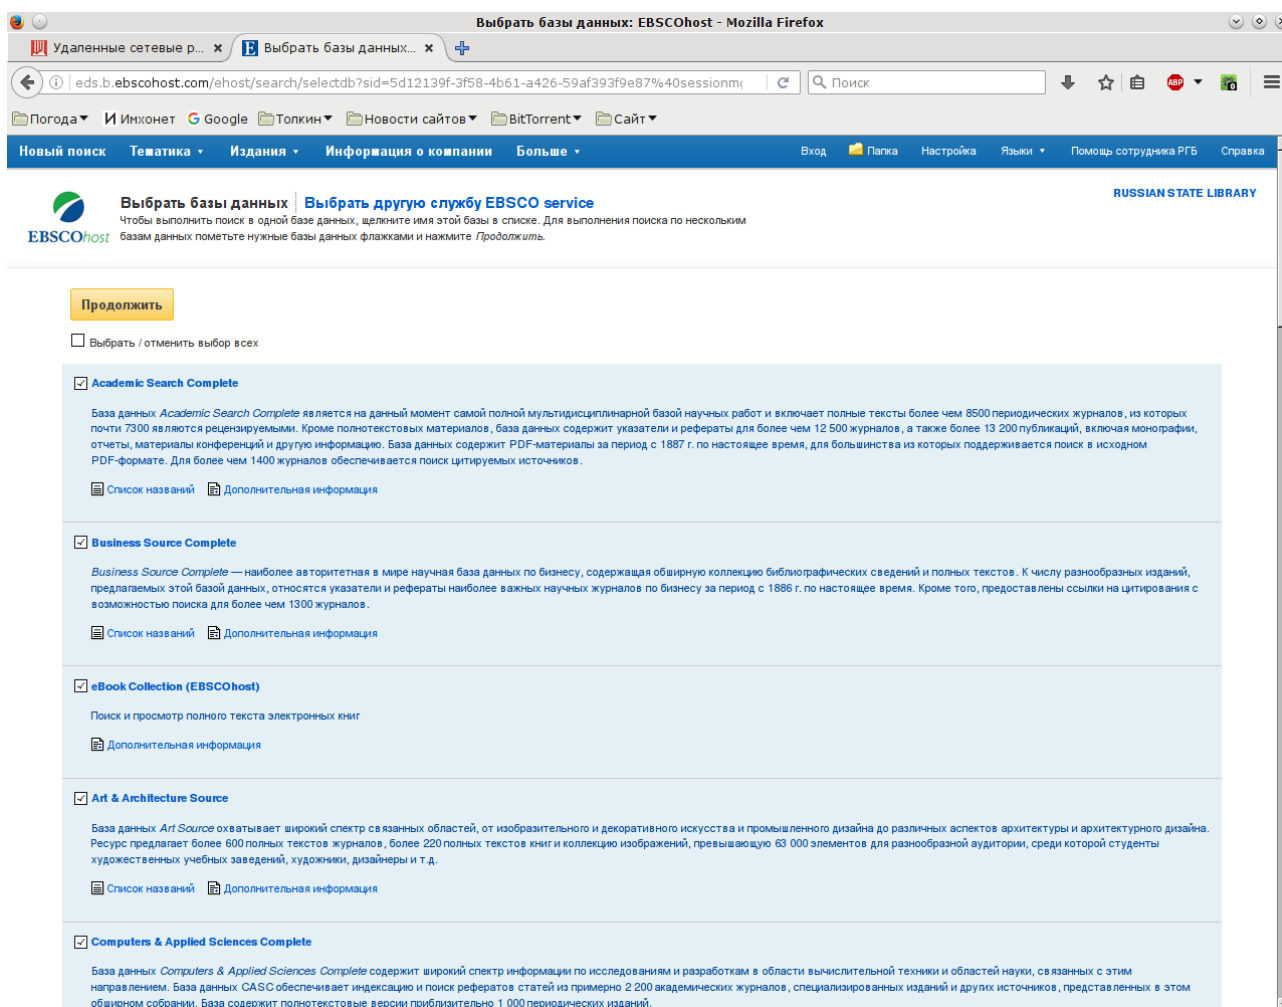 Выбрать базы данных: EBSCOhost - Mozilla Firefox
Удаленные сетевые р... Выбрать базы данных...
eds.b.ebscohost.com/ehost/search/selectdb?sid=5d12139f-3f58-4b61-a426-59af393f9e87%40sessionmg Поиск ABP 0
Погода Имхонет Google Толкин Новости сайтов BitTorrent Сайт
Новый поиск Тематика Издания Информация о компании Больше Вход Папка Настройка Языки Помощь сотрудника РГБ Справка
RUSSIAN STATE LIBRARY
EBSCOhost
Выбрать базы данных Выбрать другую службу EBSCO service
Чтобы выполнить поиск в одной базе данных, щелкните имя этой базы в списке. Для выполнения поиска по нескольким
базам данных пометьте нужные базы данных флажками и нажмите Продолжить.
Продолжить
Выбрать / отменить выбор всех
Academic Search Complete
База данных Academic Search Complete является на данный момент самой полной мультидисциплинарной базой научных работ и включает полные тексты более чем 8500 периодических журналов, из которых
почти 7300 являются рецензируемыми. Кроме полнотекстовых материалов, база данных содержит указатели и рефераты для более чем 12 500 журналов, а также более 13 200 публикаций, включая монографии,
отчеты, материалы конференций и другую информацию. База данных содержит PDF-материалы за период с 1887 г. по настоящее время, для большинства из которых поддерживается поиск в исходном
PDF-формате. Для более чем 1400 журналов обеспечивается поиск цитируемых источников.
Список названий Дополнительная информация
Business Source Complete
Business Source Complete — наиболее авторитетная в мире научная база данных по бизнесу, содержащая обширную коллекцию библиографических сведений и полных текстов. К числу разнообразных изданий,
предлагаемых этой базой данных, относятся указатели и рефераты наиболее важных научных журналов по бизнесу за период с 1886 г. по настоящее время. Кроме того, предоставлены ссылки на цитирования с
возможностью поиска для более чем 1300 журналов.
Список названий Дополнительная информация
eBook Collection (EBSCOhost)
Поиск и просмотр полного текста электронных книг
Дополнительная информация
Art & Architecture Source
База данных Art Source охватывает широкий спектр связанных областей, от изобразительного и декоративного искусства и промышленного дизайна до различных аспектов архитектуры и архитектурного дизайна.
Ресурс предлагает более 600 полных текстов журналов, более 220 полных текстов книг и коллекцию изображений, превышающую 63 000 элементов для разнообразной аудитории, среди которой студенты
художественных учебных заведений, художники, дизайнеры и т.д.
Список названий Дополнительная информация
Computers & Applied Sciences Complete
База данных Computers & Applied Sciences Complete содержит широкий спектр информации по исследованиям и разработкам в области вычислительной техники и областей науки, связанных с этим
направлением. База данных CASC обеспечивает индексацию и поиск рефератов статей из примерно 2 200 академических журналов, специализированных изданий и других источников, представленных в этом
обширном собрании. База содержит полнотекстовые версии приблизительно 1 000 периодических изданий.